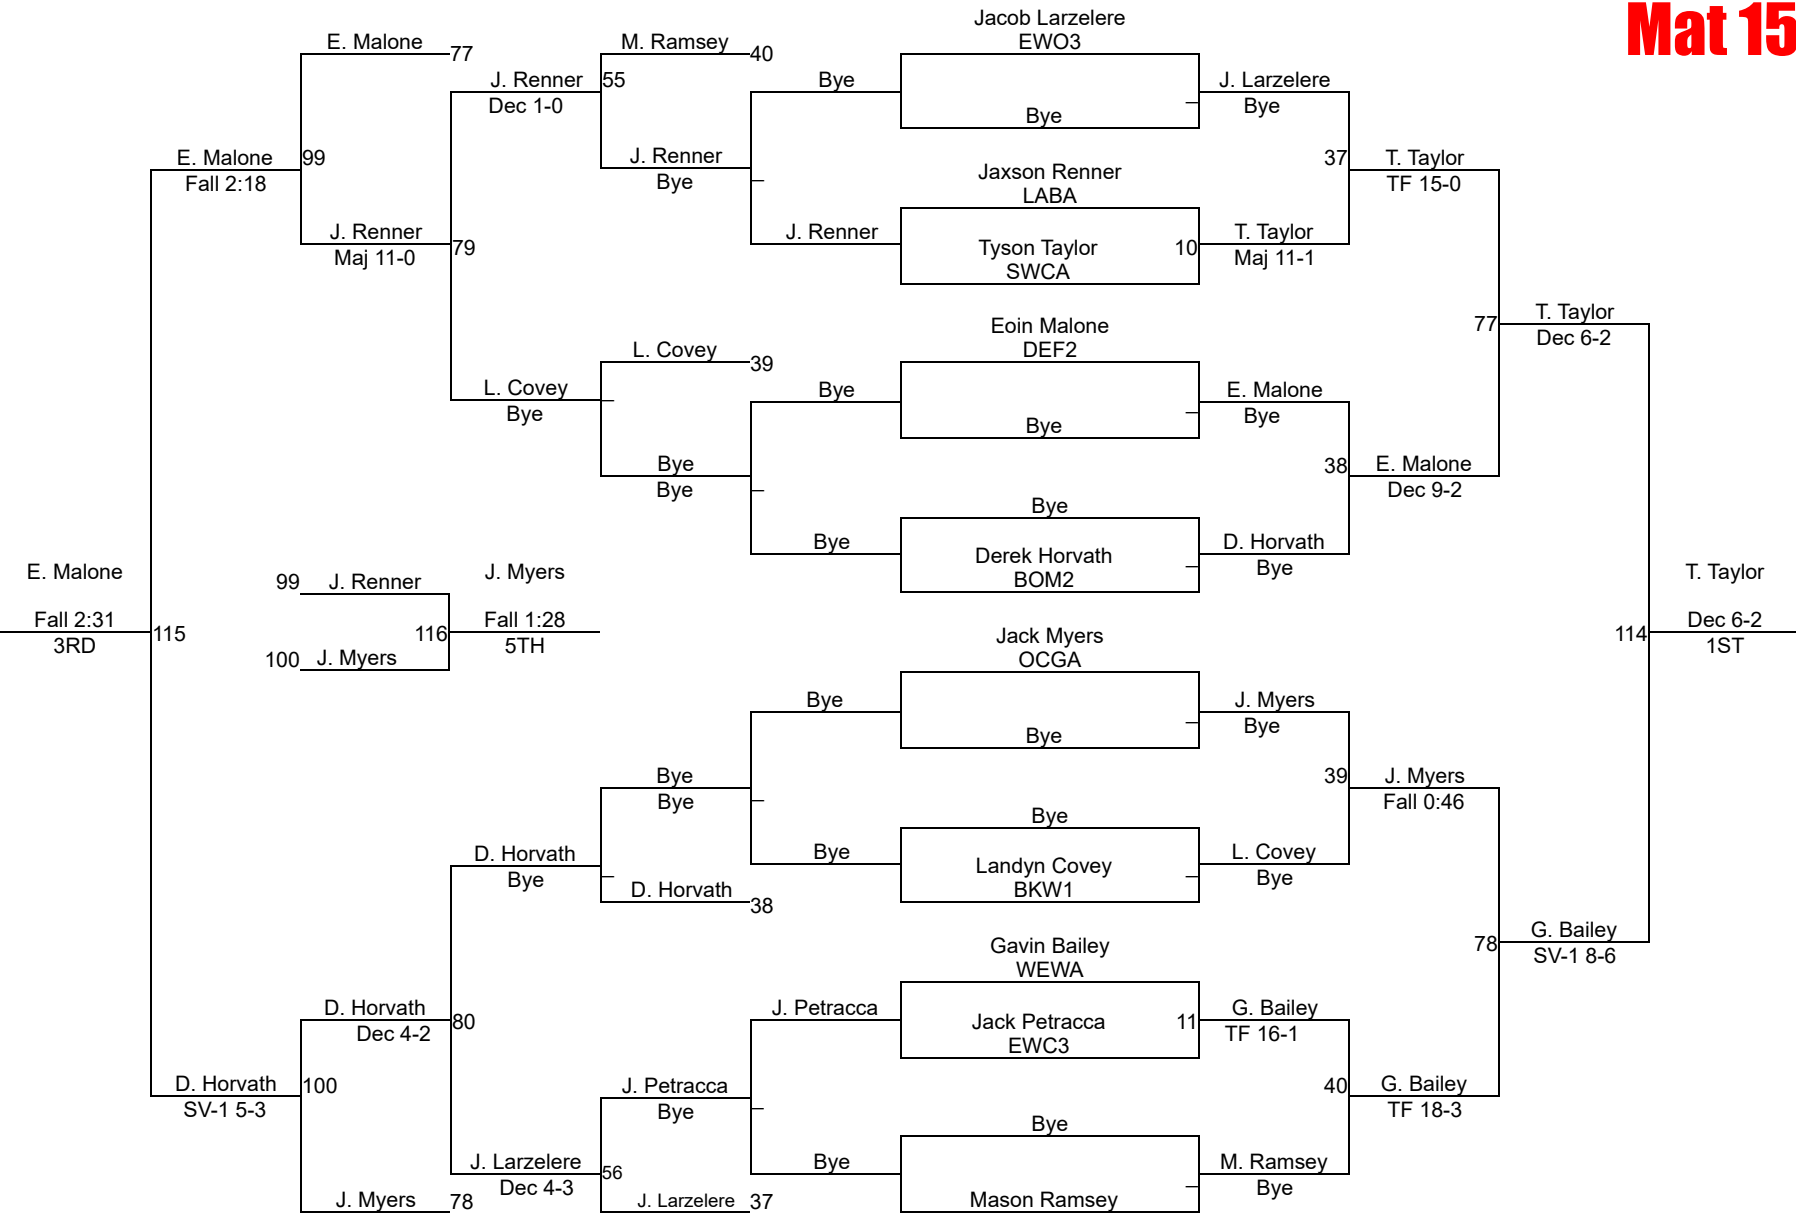 Mat 15
Jacob Larzelere
EWO3
E. Malone
77
M. Ramsey
40
J. Renner
55
Dec 1-0
Bye
Bye
J. Larzelere
Bye
E. Malone
99
Fall 2:18
J. Renner
Bye
Jaxson Renner
LABA
37
T. Taylor
TF 15-0
J. Renner
Maj 11-0
79
J. Renner
Tyson Taylor
SWCA
10
T. Taylor
Maj 11-1
Eoin Malone
DEF2
77
T. Taylor
Dec 6-2
L. Covey
39
L. Covey
Bye
Bye
Bye
E. Malone
Bye
Bye
Bye
38
E. Malone
Dec 9-2
Bye
Bye
Derek Horvath
BOM2
D. Horvath
Bye
E. Malone
Fall 2:31
3RD
115
99
J. Renner
100
J. Myers
116
J. Myers
Fall 1:28
5TH
T. Taylor
114
Dec 6-2
1ST
Jack Myers
OCGA
Bye
Bye
J. Myers
Bye
Bye
Bye
39
J. Myers
Fall 0:46
Bye
Bye
Landyn Covey
BKW1
L. Covey
Bye
D. Horvath
Bye
D. Horvath
38
Gavin Bailey
WEWA
78
G. Bailey
SV-1 8-6
D. Horvath
Dec 4-2
80
J. Petracca
Jack Petracca
EWC3
11
G. Bailey
TF 16-1
D. Horvath
100
SV-1 5-3
J. Petracca
Bye
40
G. Bailey
TF 18-3
Bye
J. Larzelere
56
Dec 4-3
Bye
M. Ramsey
Bye
J. Myers
78
J. Larzelere
37
Mason Ramsey